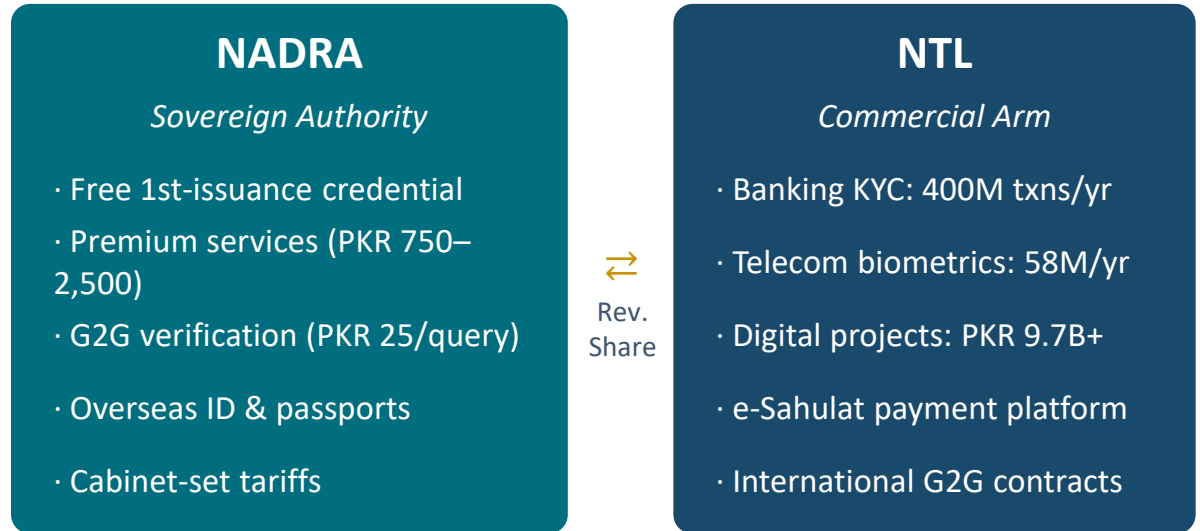 NADRA
Sovereign Authority
· Free 1st-issuance credential
· Premium services (PKR 750–
2,500)
· G2G verification (PKR 25/query)
· Overseas ID & passports
· Cabinet-set tariffs
⇄
Rev.
Share
NTL
Commercial Arm
· Banking KYC: 400M txns/yr
· Telecom biometrics: 58M/yr
· Digital projects: PKR 9.7B+
· e-Sahulat payment platform
· International G2G contracts